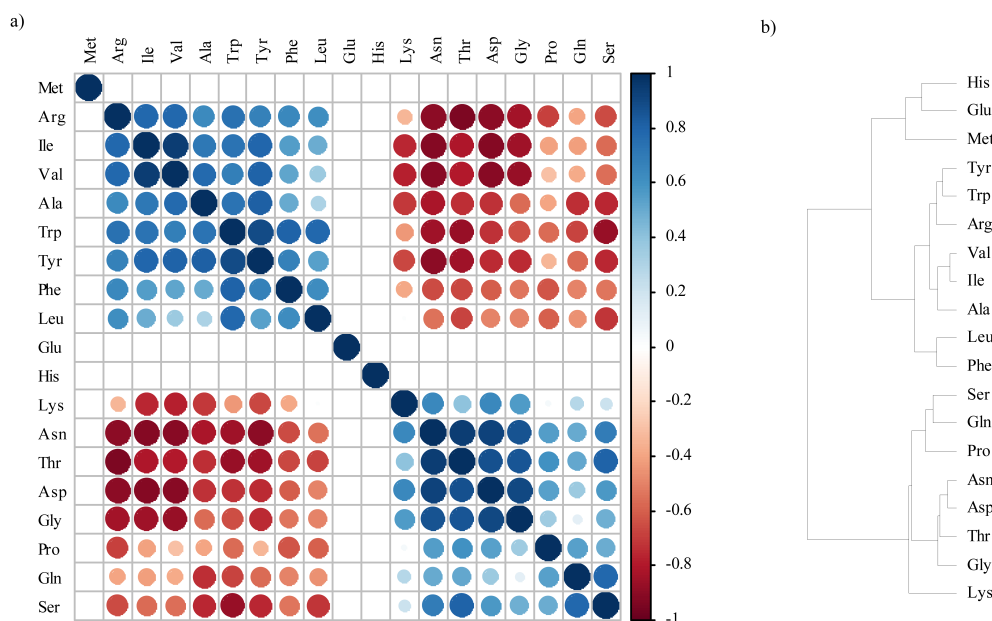 a)
b)
Met Arg Ile Val Ala Trp Tyr Phe Leu Glu His Lys Asn Thr Asp Gly Pro Gln Ser
Met
Arg
Ile
Val
Ala
Trp
Tyr
Phe
Leu
Glu
His
Lys
Asn
Thr
Asp
Gly
Pro
Gln
Ser
1
0.8
0.6
0.4
0.2
0
-0.2
-0.4
-0.6
-0.8
-1
His
Glu
Met
Tyr
Trp
Arg
Val
Ile
Ala
Leu
Phe
Ser
Gln
Pro
Asn
Asp
Thr
Gly
Lys